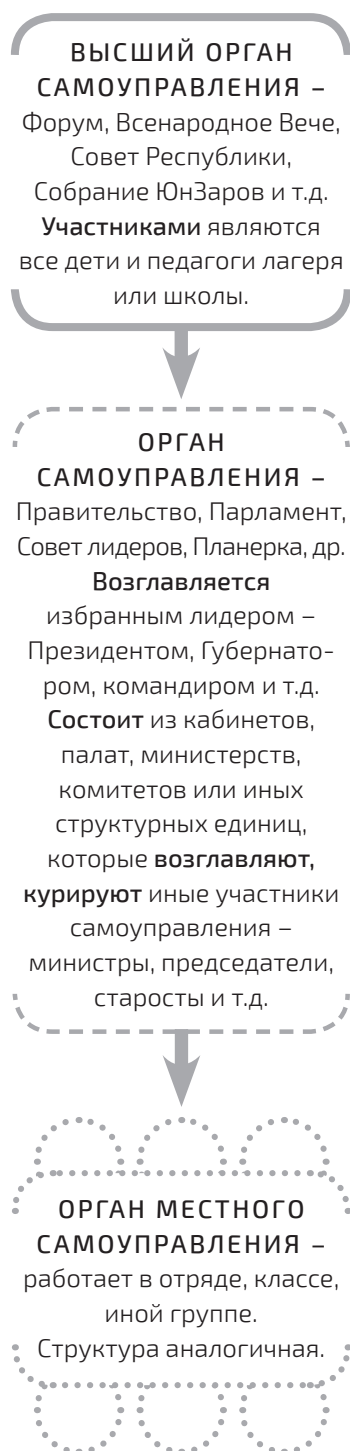 ВЫСШИЙ ОРГАН
САМОУПРАВЛЕНИЯ –
Форум, Всенародное Вече,
Совет Республики,
Собрание ЮнЗаров и т.д.
Участниками являются
все дети и педагоги лагеря
или школы.
ОРГАН
САМОУПРАВЛЕНИЯ –
Правительство, Парламент,
Совет лидеров, Планерка, др.
Возглавляется
избранным лидером –
Президентом, Губернато-
ром, командиром и т.д.
Состоит из кабинетов,
палат, министерств,
комитетов или иных
структурных единиц,
которые возглавляют,
курируют иные участники
самоуправления –
министры, председатели,
старосты и т.д.
ОРГАН МЕСТНОГО
САМОУПРАВЛЕНИЯ –
работает в отряде, классе,
иной группе.
Структура аналогичная.